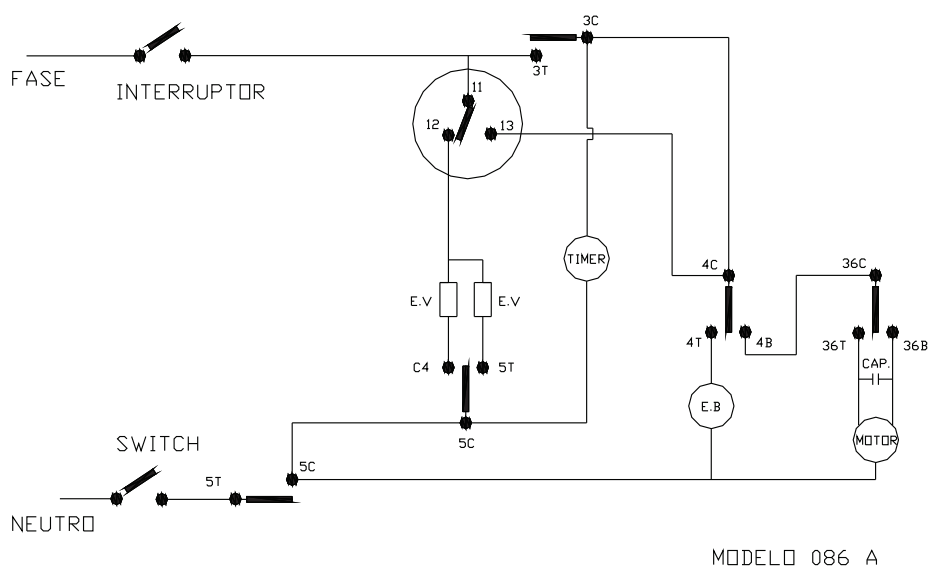 3C
FASE
INTERRUPTOR
3T
11
12
13
TIMER
4C
36C
E.V
E.V
4T
4B
36T
36B
CAP.
C4
5T
E.B
SWITCH
5C
MOTOR
5C
5T
NEUTRO
MODELO 086 A